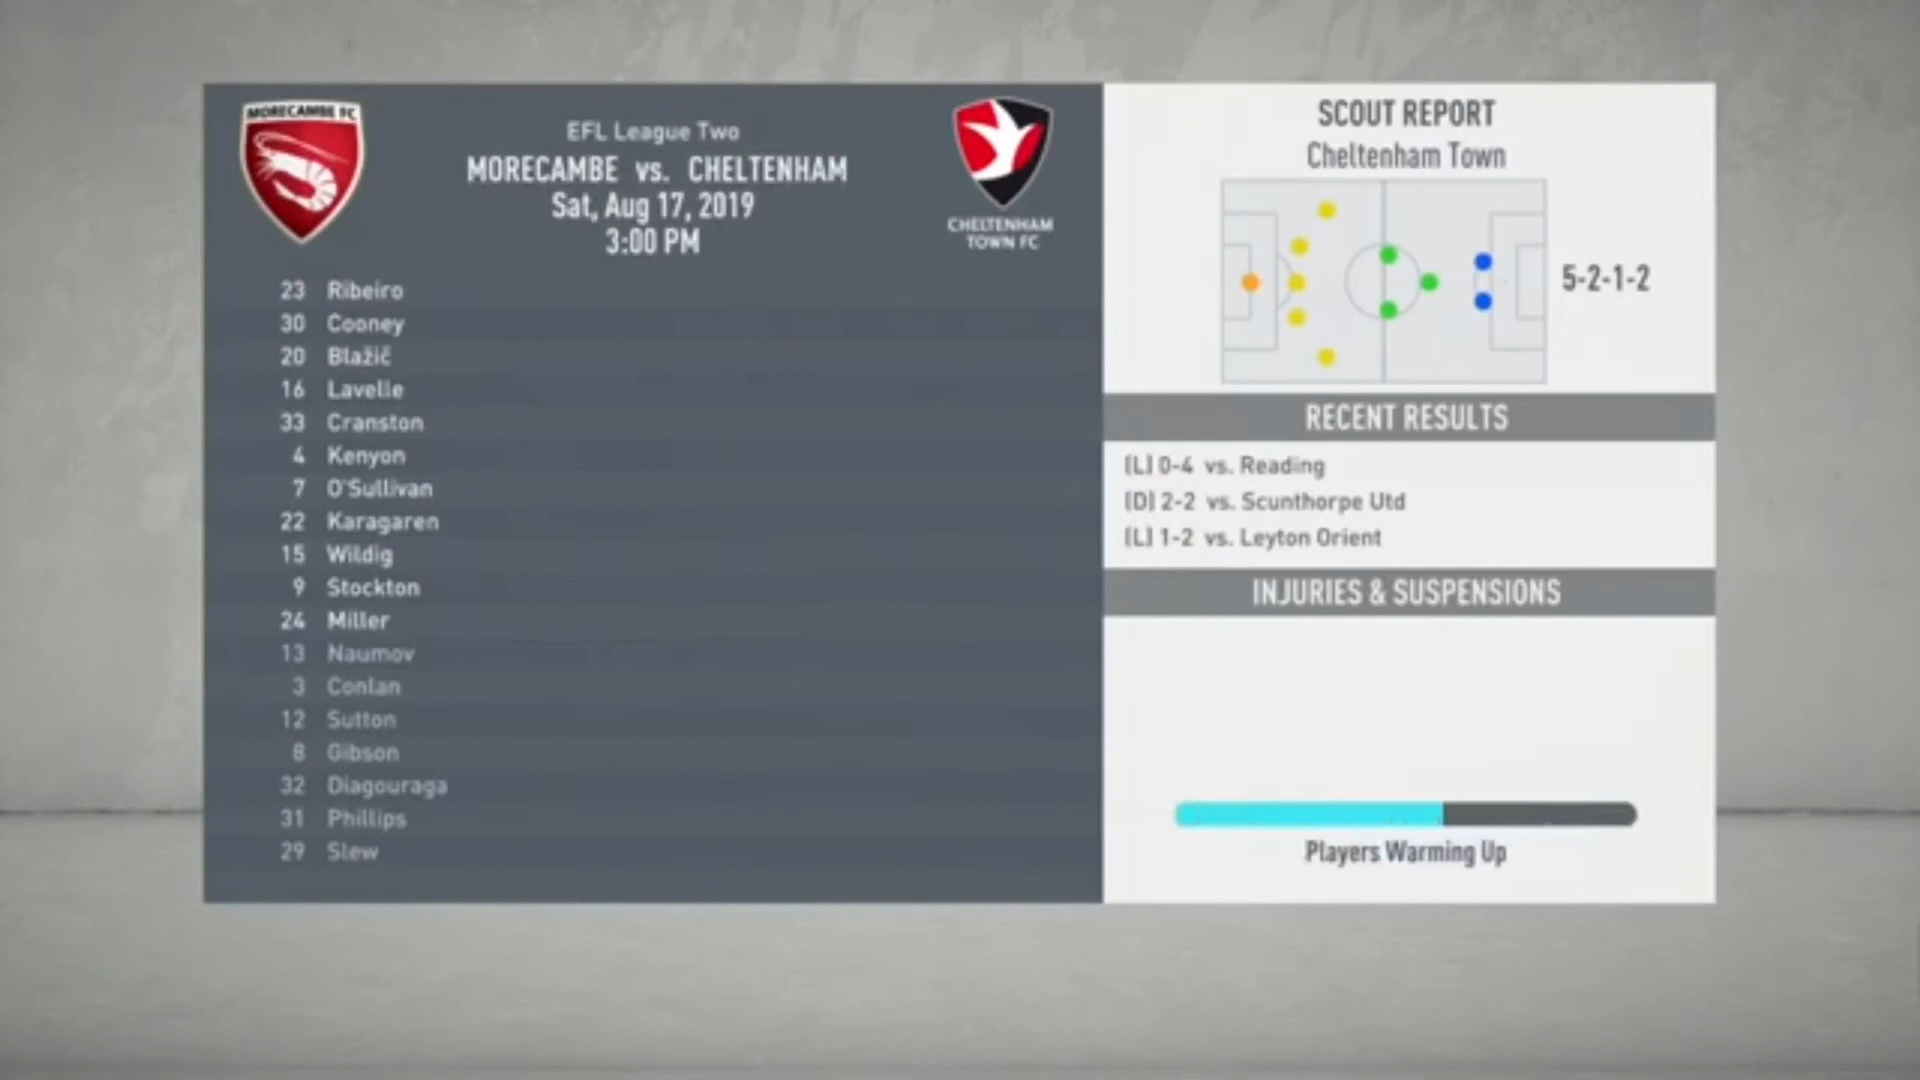 MORECAMBE FC
EFL League Two
MORECAMBE vs. CHELTENHAM
Sat, Aug 17, 2019
3:00 PM
CHELTENHAM
TOWN FC
23 Ribeiro
30 Cooney
20 Blažič
16 Lavelle
33 Cranston
4 Kenyon
7 O'Sullivan
22 Karagaren
15 Wildig
9 Stockton
24 Miller
13 Naumov
3 Conlan
12 Sutton
8 Gibson
32 Diagouraga
31 Phillips
29 Slew
SCOUT REPORT
Cheltenham Town
5-2-1-2
RECENT RESULTS
[L] 0-4 vs. Reading
[D] 2-2 vs. Scunthorpe Utd
[L] 1-2 vs. Leyton Orient
INJURIES & SUSPENSIONS
Players Warming Up